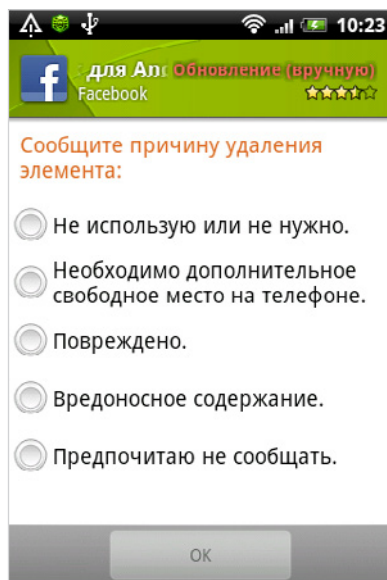 10:23
для Anc Обновление (вручную)
Facebook
Сообщите причину удаления
элемента:
Не использую или не нужно.
Необходимо дополнительное
свободное место на телефоне.
Повреждено.
Вредоносное содержание.
Предпочитаю не сообщать.
OK